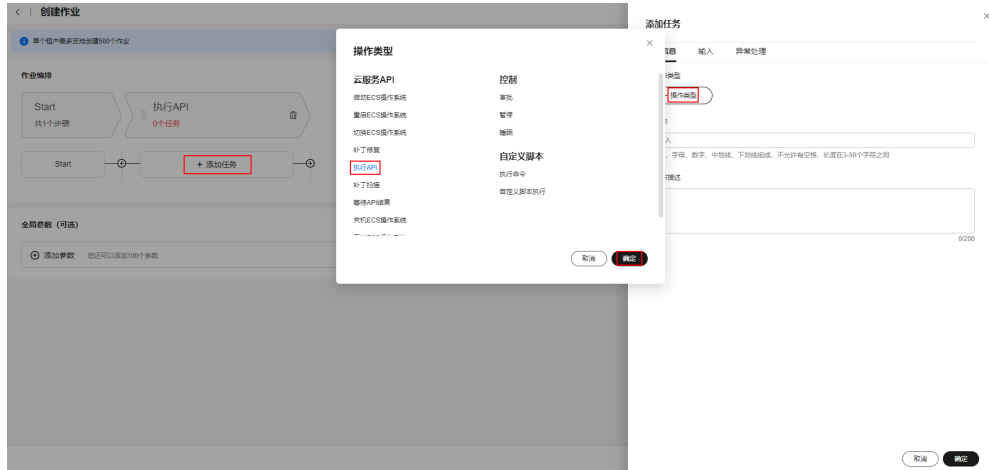 创建作业
单个租户最多支持创建500个作业
作业编排
Start
共1个步骤
执行API
0个任务
Start
+ 添加任务
全局参数（可选）
添加参数 您还可以添加100个参数
操作类型
云服务API
启动ECS操作系统
重启ECS操作系统
切换ECS操作系统
补丁修复
执行API
补丁扫描
等待API结果
关机ECS操作系统
控制
审批
暂停
睡眠
自定义脚本
执行命令
自定义脚本执行
取消
确定
添加任务
信息 输入 异常处理
类型
操作类型
入
、字母、数字、中划线、下划线组成，不允许有空格，长度在3-50个字符之间
描述
0/200
取消
确定